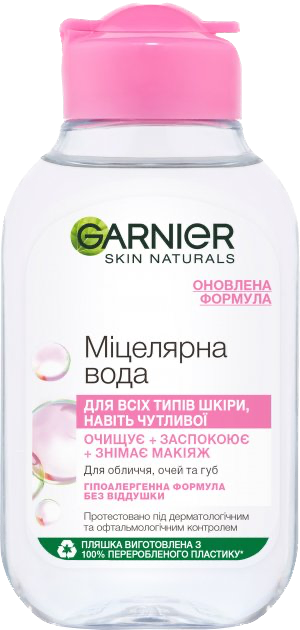 GARNIER
SKIN NATURALS
ОНОВЛЕНА
ФОРМУЛА
Міцелярна
вода
ДЛЯ ВСІХ ТИПІВ ШКІРИ,
НАВІТЬ ЧУТЛИВОЇ
ОЧИЩУЄ + ЗАСПОКОЮЄ
+ ЗНІМАЄ МАКІЯЖ
Для обличчя, очей та губ
ГІПОАЛЕРГЕННА ФОРМУЛА
БЕЗ ВІДДУШКИ
Протестовано під дерматологічним
та офтальмологічним контролем
ПЛЯШКА ВИГОТОВЛЕНА З
100% ПЕРЕРОБЛЕНОГО ПЛАСТИКУ*